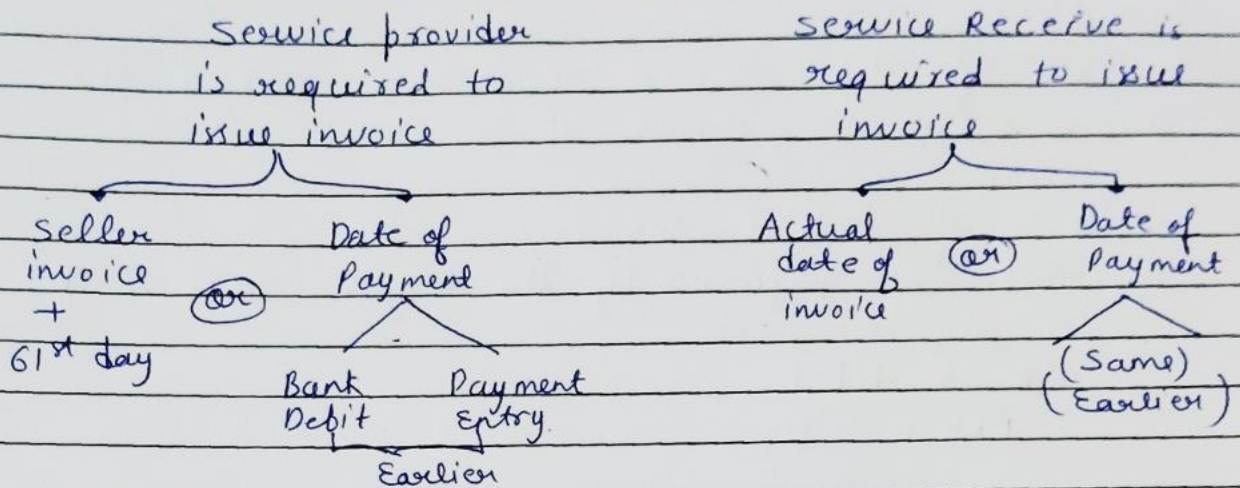 Service provider
is required to
issue invoice
Seller
invoice
+
61st day
or
Date of
Payment
Bank
Debit
Payment
Entry
Earlier
Service Receive is
required to issue
invoice
Actual
date of
invoice
or
Date of
Payment
(Same)
(Earlier)